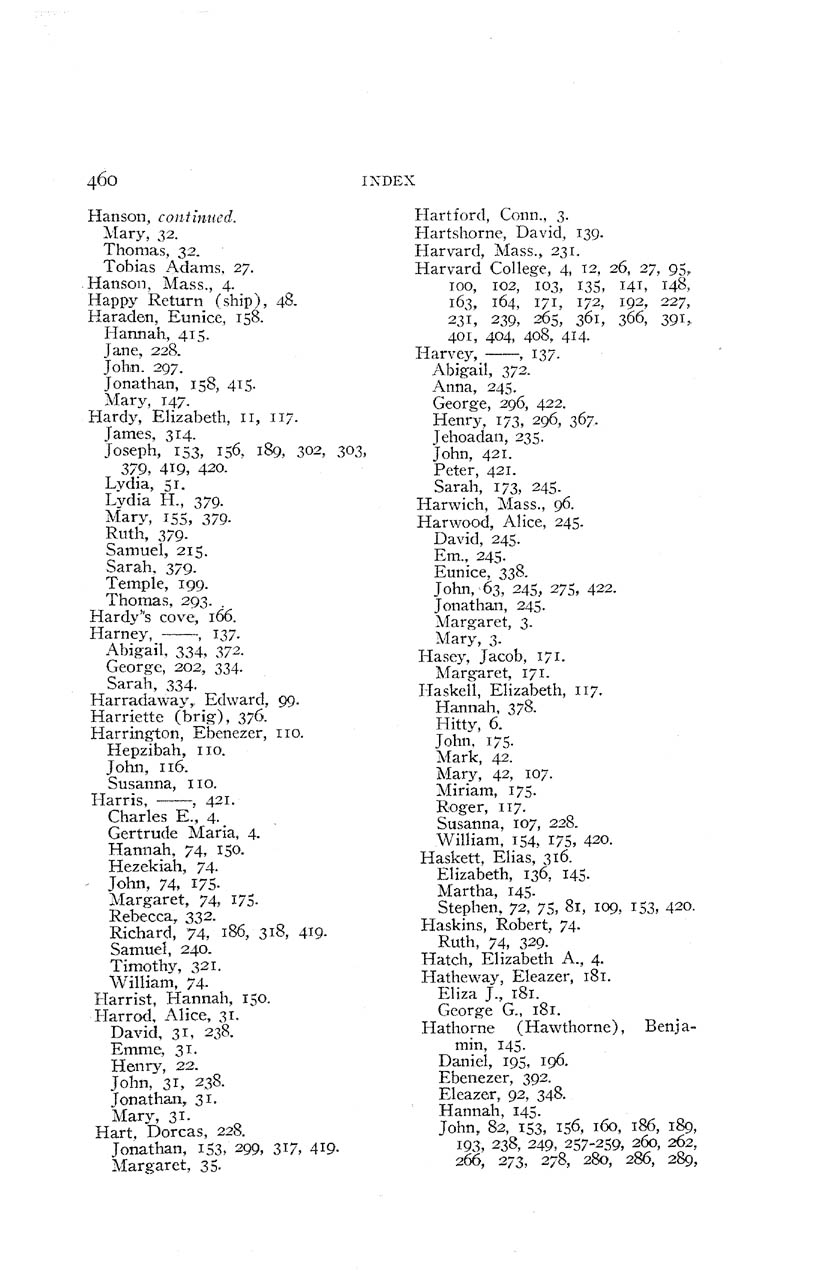 460
INDEX
Hanson, continued.
Mary, 32.
Thomas, 32.
Tobias Adams, 27.
Hanson, Mass., 4.
Happy Return (ship), 48.
Haraden, Eunice, 158.
Hannah, 415.
Jane, 228.
John. 297.
Jonathan, 158, 415.
Mary, 147.
Hardy, Elizabeth, 11, 117.
James, 314.
Joseph, 153, 156, 189, 302, 303,
379, 419, 420.
Lydia, 51.
Lydia H., 379.
Mary, 155, 379.
Ruth, 379.
Samuel, 215.
Sarah, 379.
Temple, 199.
Thomas, 293.
Hardy's cove, 166.
Harney, ——, 137.
Abigail, 334, 372.
George, 202, 334.
Sarah, 334.
Harradaway, Edward, 99.
Harriette (brig), 376.
Harrington, Ebenezer, 110.
Hepzibah, 110.
John, 116.
Susanna, 110.
Harris, ——, 421.
Charles E., 4.
Gertrude Maria, 4.
Hannah, 74, 150.
Hezekiah, 74.
John, 74, 175.
Margaret, 74, 175.
Rebecca, 332.
Richard, 74, 186, 318, 419.
Samuel, 240.
Timothy, 321.
William, 74.
Harrist, Hannah, 150.
Harrod, Alice, 31.
David, 31, 238.
Emme, 31.
Henry, 22.
John, 31, 238.
Jonathan, 31.
Mary, 31.
Hart, Dorcas, 228.
Jonathan, 153, 299, 317, 419.
Margaret, 35.
Hartford, Conn., 3.
Hartshorne, David, 139.
Harvard, Mass., 231.
Harvard College, 4, 12, 26, 27, 95,
100, 102, 103, 135, 141, 148,
163, 164, 171, 172, 192, 227,
231, 239, 265, 361, 366, 391,
401, 404, 408, 414.
Harvey, ——, 137.
Abigail, 372.
Anna, 245.
George, 296, 422.
Henry, 173, 296, 367.
Jehoadan, 235.
John, 421.
Peter, 421.
Sarah, 173, 245.
Harwich, Mass., 96.
Harwood, Alice, 245.
David, 245.
Em., 245.
Eunice, 338.
John, 63, 245, 275, 422.
Jonathan, 245.
Margaret, 3.
Mary, 3.
Hasey, Jacob, 171.
Margaret, 171.
Haskell, Elizabeth, 117.
Hannah, 378.
Hitty, 6.
John, 175.
Mark, 42.
Mary, 42, 107.
Miriam, 175.
Roger, 117.
Susanna, 107, 228.
William, 154, 175, 420.
Haskett, Elias, 316.
Elizabeth, 136, 145.
Martha, 145.
Stephen, 72, 75, 81, 109, 153, 420.
Haskins, Robert, 74.
Ruth, 74, 329.
Hatch, Elizabeth A., 4.
Hatheway, Eleazer, 181.
Eliza J., 181.
George G., 181.
Hathorne (Hawthorne), Benja-
min, 145.
Daniel, 195, 196.
Ebenezer, 392.
Eleazer, 92, 348.
Hannah, 145.
John, 82, 153, 156, 160, 186, 189,
193, 238, 249, 257-259, 260, 262,
266, 273, 278, 280, 286, 289,